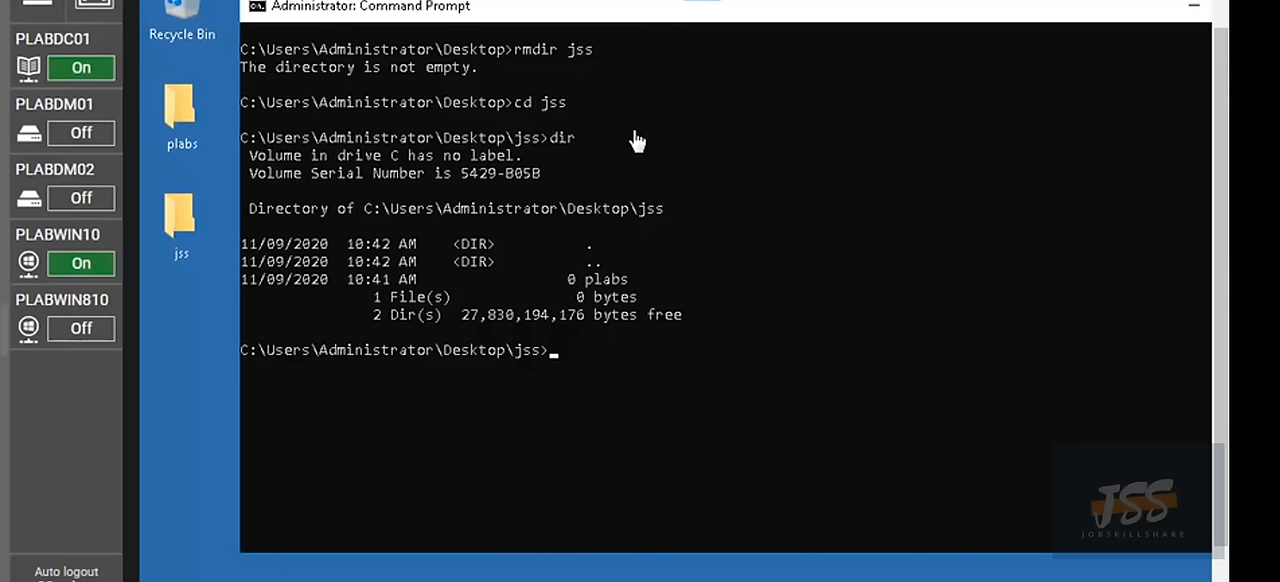 PLABDC01
On
PLABDM01
Off
PLABDM02
Off
PLABWIN10
On
PLABWIN810
Off
Auto logout
Recycle Bin
plabs
jss
Administrator: Command Prompt
C:\Users\Administrator\Desktop>rmdir jss
The directory is not empty.
C:\Users\Administrator\Desktop>cd jss
C:\Users\Administrator\Desktop\jss>dir
Volume in drive C has no label.
Volume Serial Number is 5429-B05B
Directory of C:\Users\Administrator\Desktop\jss
11/09/2020 10:42 AM <DIR> .
11/09/2020 10:42 AM <DIR> ..
11/09/2020 10:41 AM 0 plabs
1 File(s) 0 bytes
2 Dir(s) 27,830,194,176 bytes free
C:\Users\Administrator\Desktop\jss>
JSS
JOBSKILLSHARE